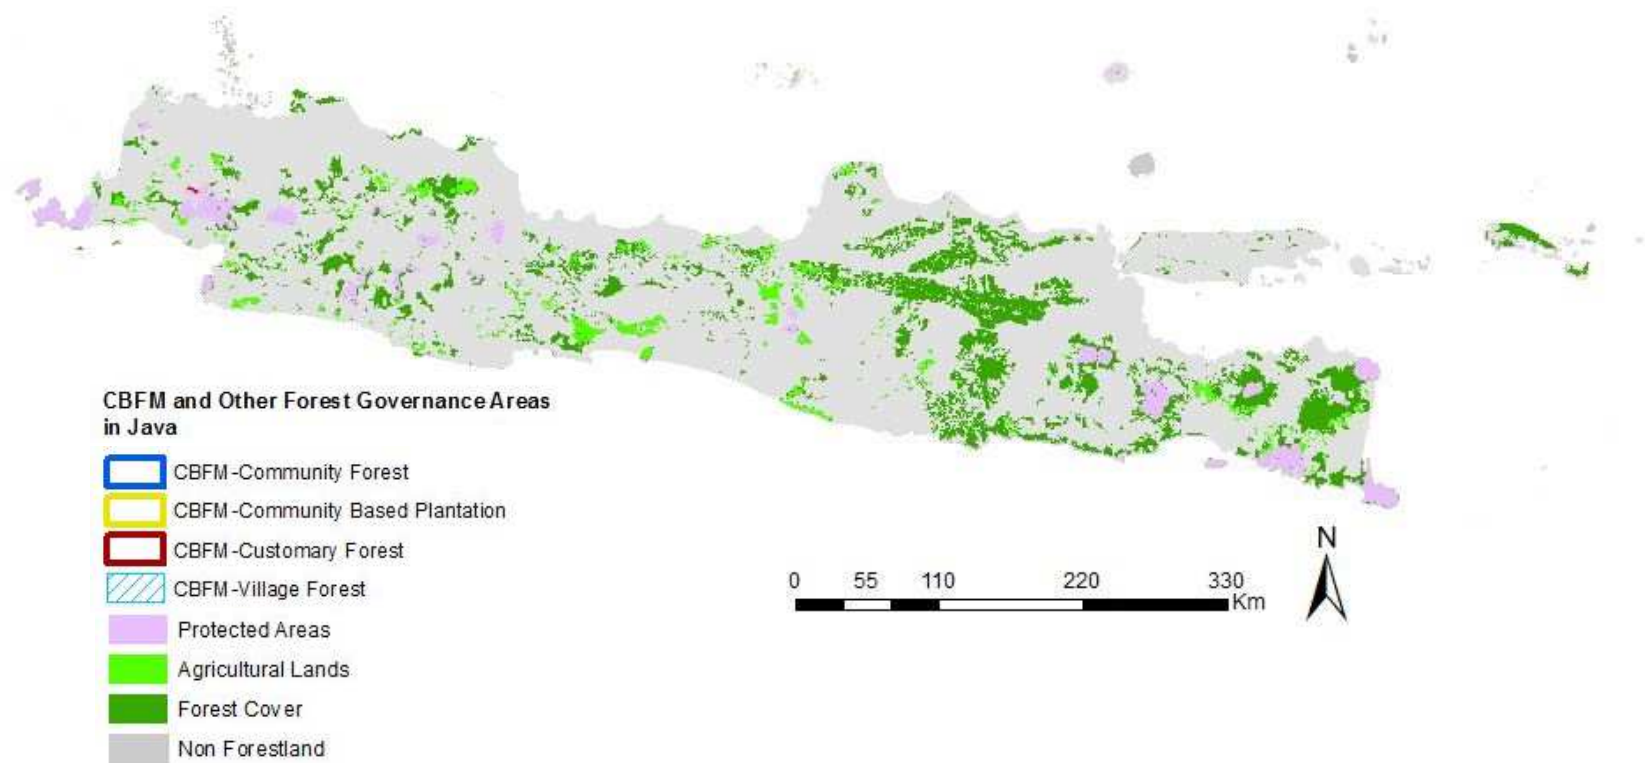 CBFM and Other Forest Governance Areas
in Java
CBFM-Community Forest
CBFM-Community Based Plantation
CBFM-Customary Forest
CBFM-Village Forest
Protected Areas
Agricultural Lands
Forest Cover
Non Forestland
0 55 110 220 330
Km
N